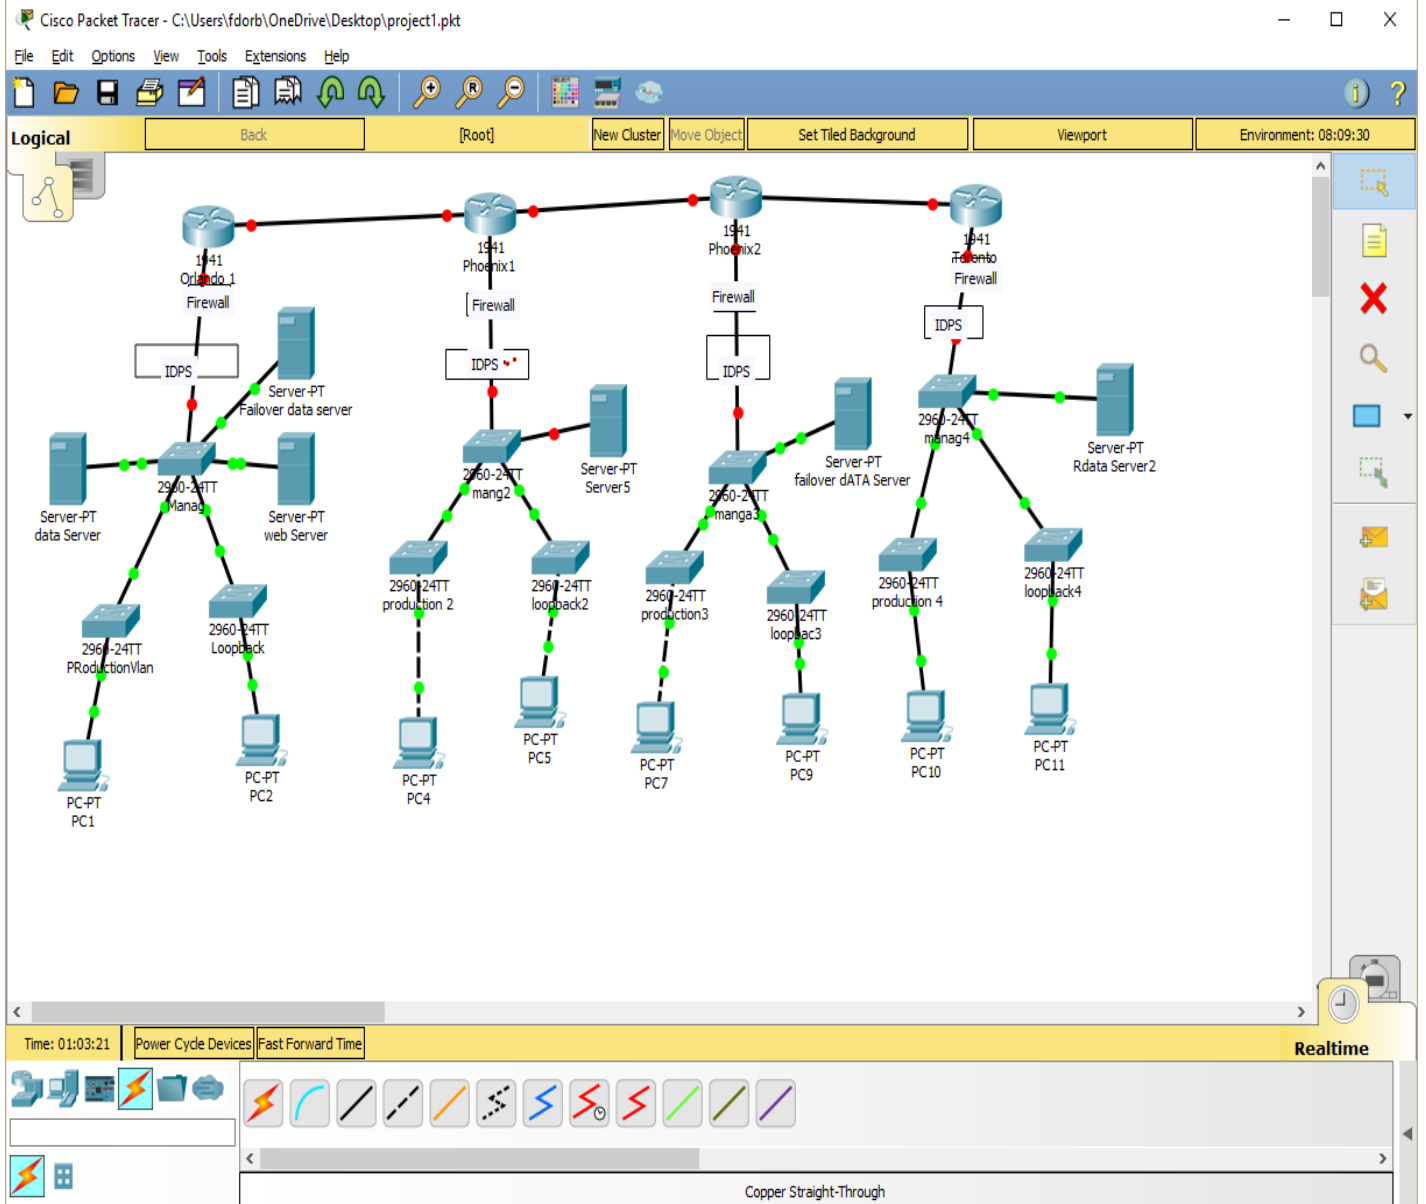 Cisco Packet Tracer - C:\Users\fdorb\OneDrive\Desktop\project1.pkt
File Edit Options View Tools Extensions Help
Logical Back [Root] New Cluster Move Object Set Tiled Background Viewport Environment: 08:09:30
1941
Orlando_1
Firewall
IDPS
Server-PT
Failover data server
Server-PT
data Server
2960-24TT
Manag
Server-PT
web Server
2960-24TT
PRoductionVlan
2960-24TT
Loopback
PC-PT
PC1
PC-PT
PC2
1941
Phoenix1
Firewall
IDPS
2960-24TT
mang2
Server-PT
Server5
2960-24TT
production 2
2960-24TT
loopback2
PC-PT
PC4
PC-PT
PC5
1941
Phoenix2
Firewall
IDPS
2960-24TT
manga3
Server-PT
failover dATA Server
2960-24TT
production3
2960-24TT
loopbac3
PC-PT
PC7
PC-PT
PC9
1941
Toronto
Firewall
IDPS
2960-24TT
manag4
Server-PT
Rdata Server2
2960-24TT
production 4
2960-24TT
loopback4
PC-PT
PC10
PC-PT
PC11
Time: 01:03:21 Power Cycle Devices Fast Forward Time Realtime
Copper Straight-Through